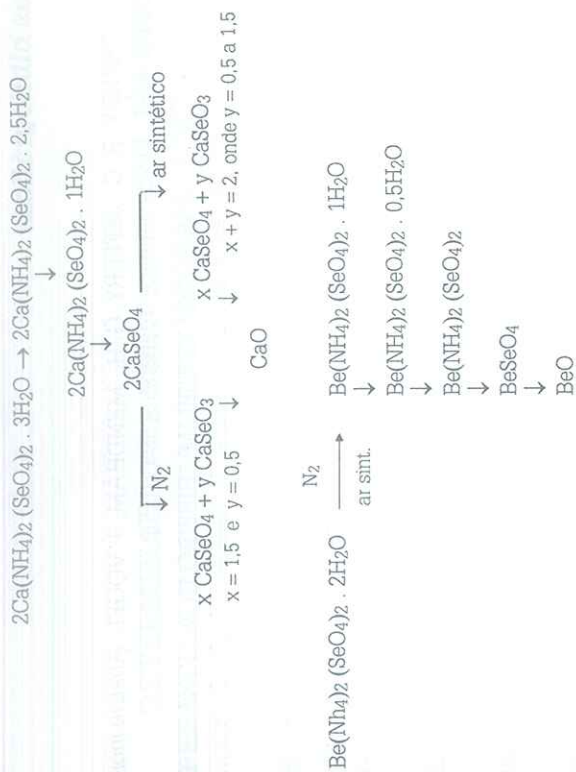 2Ca(NH4)2 (SeO4)2 . 3H2O → 2Ca(NH4)2 (SeO4)2 . 2,5H2O
↓
2Ca(NH4)2 (SeO4)2 . 1H2O
↓
2CaSeO4
↓ N2 ↓ ar sintético
x CaSeO4 + y CaSeO3 x CaSeO4 + y CaSeO3
x = 1,5 e y = 0,5 ↓ ↓ x + y = 2, onde y = 0,5 a 1,5
CaO
N2
Be(Nh4)2 (SeO4)2 . 2H2O → Be(NH4)2 (SeO4)2 . 1H2O
ar sint. ↓
Be(NH4)2 (SeO4)2 . 0,5H2O
↓
Be(NH4)2 (SeO4)2
↓
BeSeO4
↓
BeO